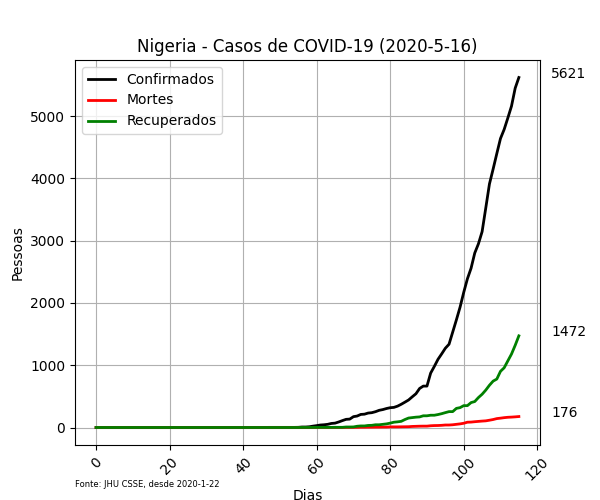 Nigeria - Casos de COVID-19 (2020-5-16)
Confirmados
Mortes
Recuperados
5621
1472
176
Pessoas
5000
4000
3000
2000
1000
0
0 20 40 60 80 100 120
Fonte: JHU CSSE, desde 2020-1-22
Dias